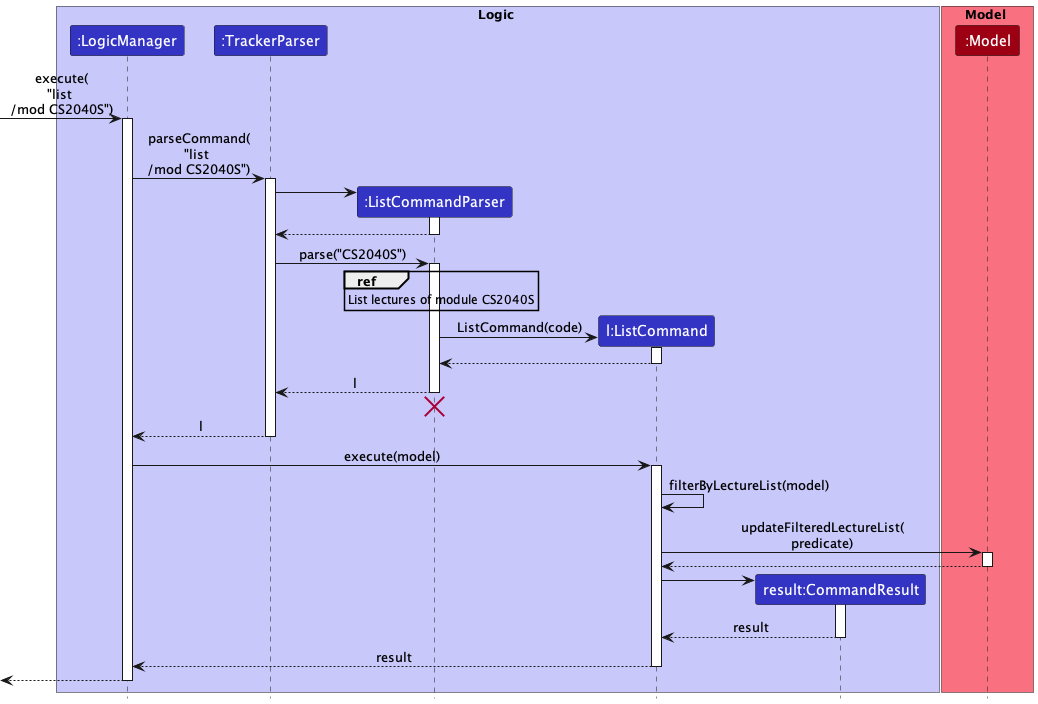 Logic
Model
:LogicManager
:TrackerParser
:Model
execute(
"list
/mod CS2040S")
parseCommand(
"list
/mod CS2040S")
:ListCommandParser
parse("CS2040S")
ref
List lectures of module CS2040S
ListCommand(code)
l:ListCommand
l
l
execute(model)
filterByLectureList(model)
updateFilteredLectureList(
predicate)
result:CommandResult
result
result